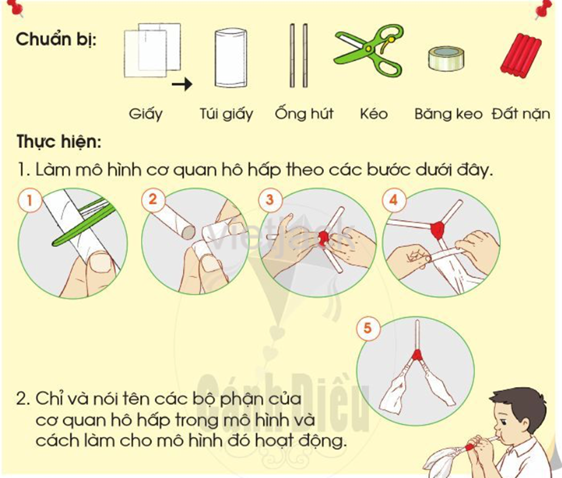 Chuẩn bị:
Giấy
Túi giấy
Ống hút
Kéo
Băng keo
Đất nặn
Thực hiện:
1. Làm mô hình cơ quan hô hấp theo các bước dưới đây.
1
2
3
4
vietjack
5
Cánh Diều
2. Chỉ và nói tên các bộ phận của
cơ quan hô hấp trong mô hình và
cách làm cho mô hình đó hoạt động.